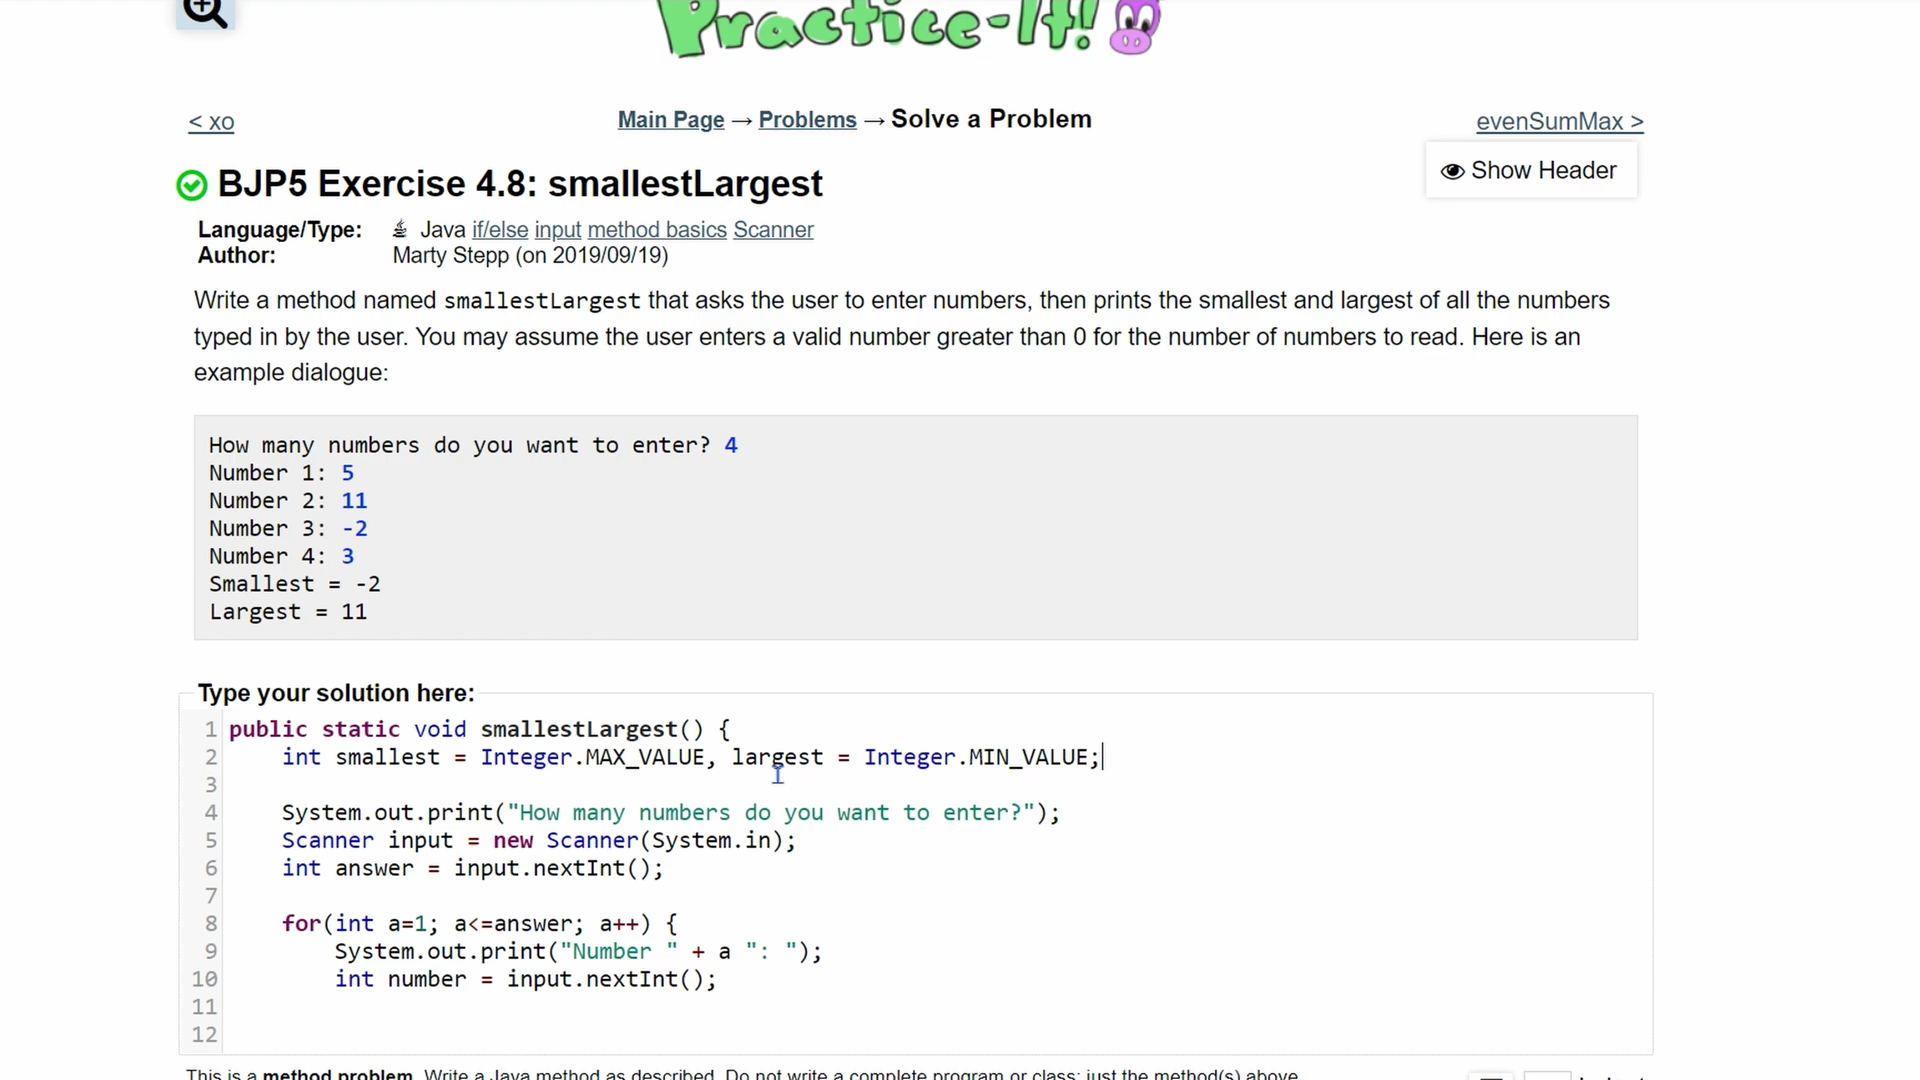 Practice-It!
< xo
Main Page → Problems → Solve a Problem
evenSumMax >
Show Header
BJP5 Exercise 4.8: smallestLargest
Language/Type: Java if/else input method basics Scanner
Author: Marty Stepp (on 2019/09/19)
Write a method named smallestLargest that asks the user to enter numbers, then prints the smallest and largest of all the numbers
typed in by the user. You may assume the user enters a valid number greater than 0 for the number of numbers to read. Here is an
example dialogue:
How many numbers do you want to enter? 4
Number 1: 5
Number 2: 11
Number 3: -2
Number 4: 3
Smallest = -2
Largest = 11
Type your solution here:
1 public static void smallestLargest() {
2     int smallest = Integer.MAX_VALUE, largest = Integer.MIN_VALUE;
3
4     System.out.print("How many numbers do you want to enter?");
5     Scanner input = new Scanner(System.in);
6     int answer = input.nextInt();
7
8     for(int a=1; a<=answer; a++) {
9         System.out.print("Number " + a ": ");
10         int number = input.nextInt();
11
12
This is a method problem. Write a Java method as described. Do not write a complete program or class; just the method(s) above.